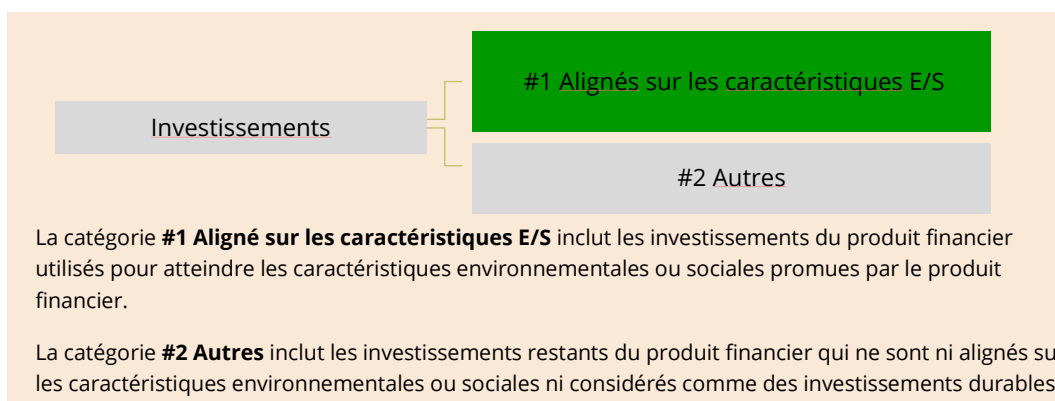 #1 Alignés sur les caractéristiques E/S
Investissements
#2 Autres
La catégorie #1 Aligné sur les caractéristiques E/S inclut les investissements du produit financier
utilisés pour atteindre les caractéristiques environnementales ou sociales promues par le produit
financier.
La catégorie #2 Autres inclut les investissements restants du produit financier qui ne sont ni alignés su
les caractéristiques environnementales ou sociales ni considérés comme des investissements durables